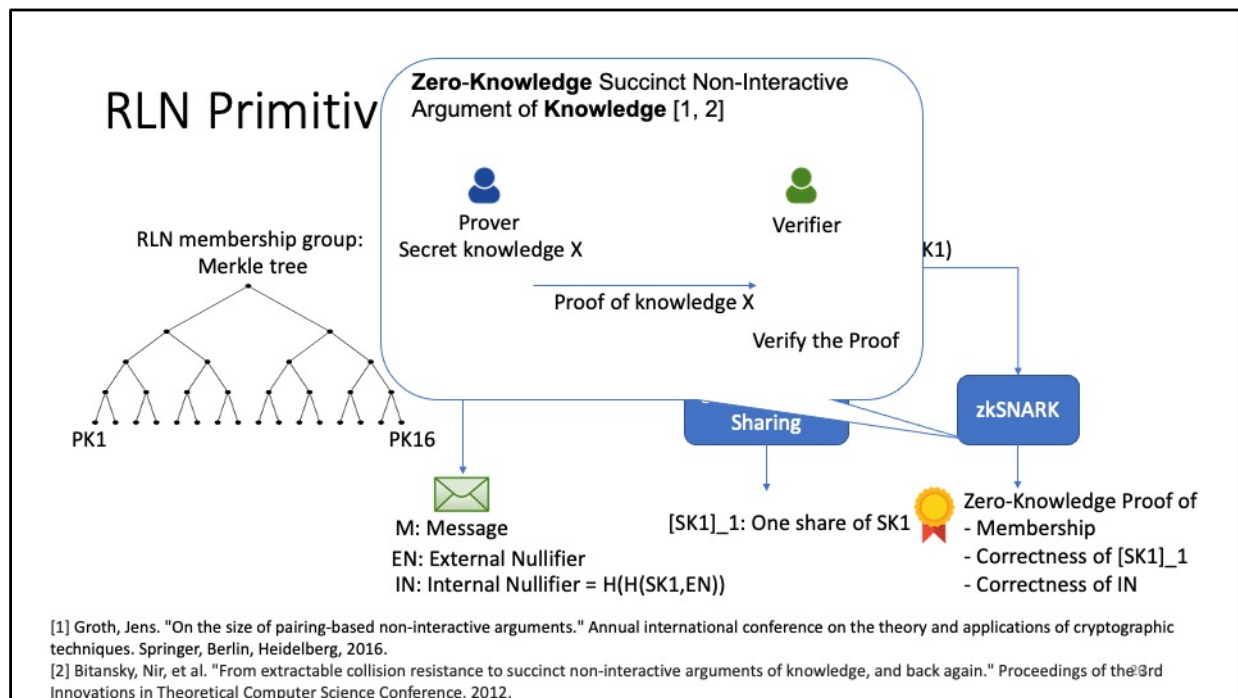 RLN Primitiv
Zero-Knowledge Succinct Non-Interactive
Argument of Knowledge [1, 2]
Prover
Secret knowledge X
Verifier
Proof of knowledge X
Verify the Proof
RLN membership group:
Merkle tree
PK1
PK16
K1)
Sharing
zkSNARK
M: Message
EN: External Nullifier
IN: Internal Nullifier = H(H(SK1,EN))
[SK1]_1: One share of SK1
Zero-Knowledge Proof of
- Membership
- Correctness of [SK1]_1
- Correctness of IN
[1] Groth, Jens. "On the size of pairing-based non-interactive arguments." Annual international conference on the theory and applications of cryptographic
techniques. Springer, Berlin, Heidelberg, 2016.
[2] Bitansky, Nir, et al. "From extractable collision resistance to succinct non-interactive arguments of knowledge, and back again." Proceedings of the 3rd
Innovations in Theoretical Computer Science Conference. 2012.